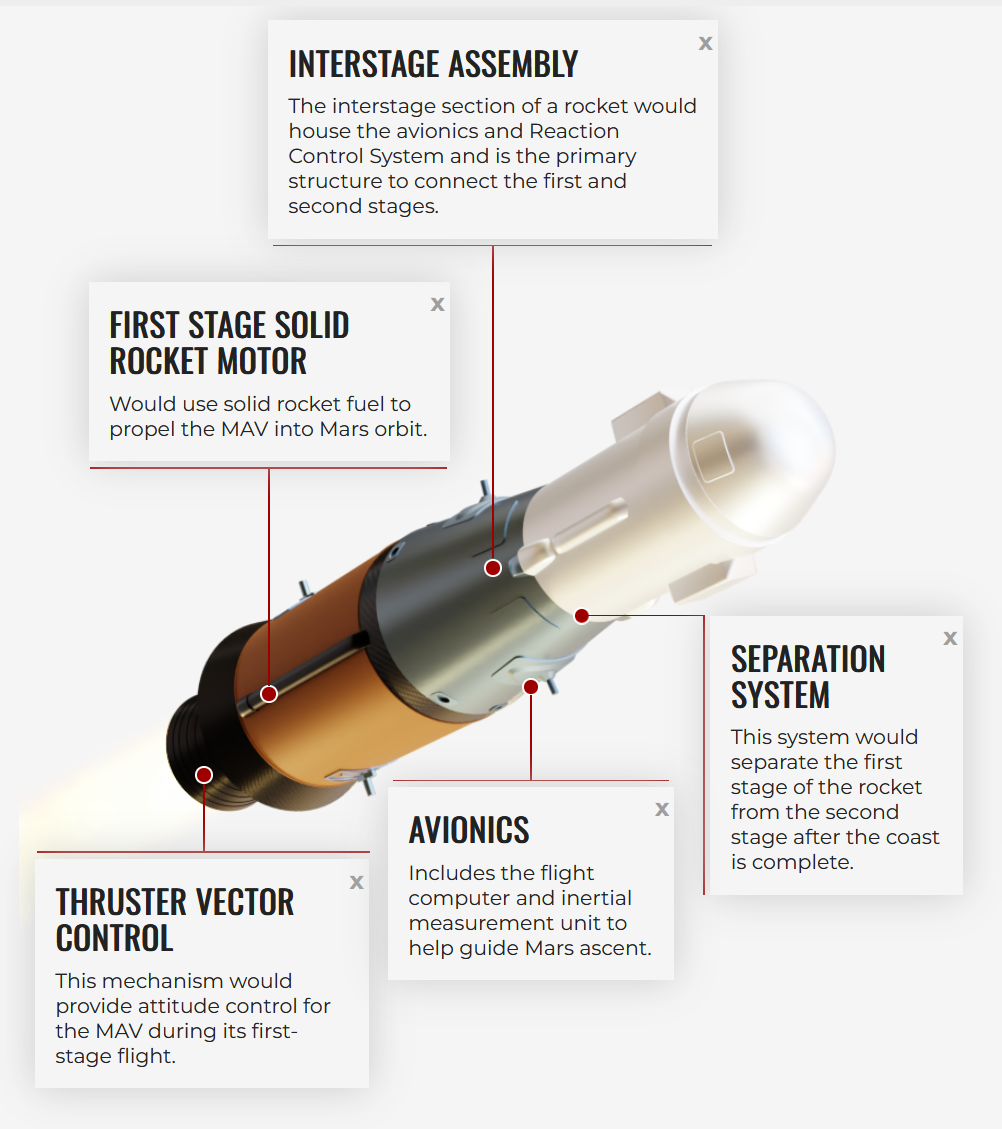 X
INTERSTAGE ASSEMBLY
The interstage section of a rocket would
house the avionics and Reaction
Control System and is the primary
structure to connect the first and
second stages.
X
FIRST STAGE SOLID
ROCKET MOTOR
Would use solid rocket fuel to
propel the MAV into Mars orbit.
X
SEPARATION
SYSTEM
This system would
separate the first
stage of the rocket
from the second
stage after the coast
is complete.
X
AVIONICS
Includes the flight
computer and inertial
measurement unit to
help guide Mars ascent.
X
THRUSTER VECTOR
CONTROL
This mechanism would
provide attitude control for
the MAV during its first-
stage flight.